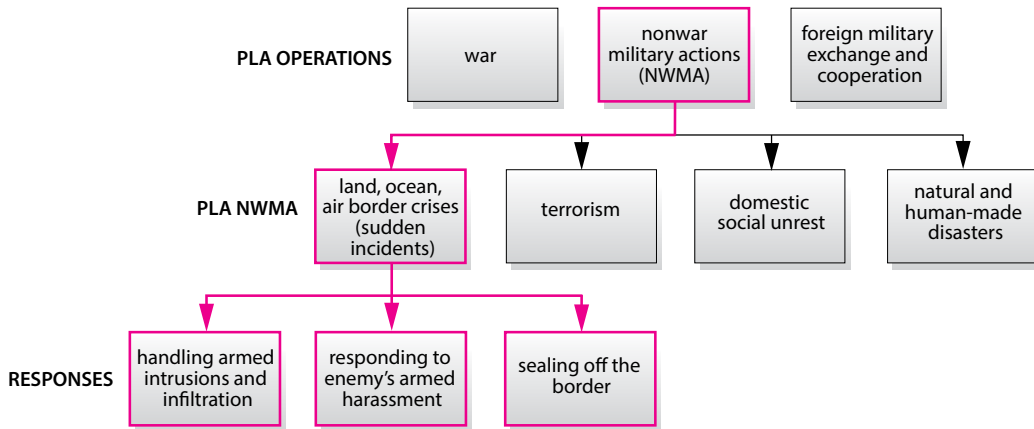 PLA OPERATIONS
war
nonwar
military actions
(NWMA)
foreign military
exchange and
cooperation
PLA NWMA
land, ocean,
air border crises
(sudden
incidents)
terrorism
domestic
social unrest
natural and
human-made
disasters
RESPONSES
handling armed
intrusions and
infiltration
responding to
enemy’s armed
harassment
sealing off the
border